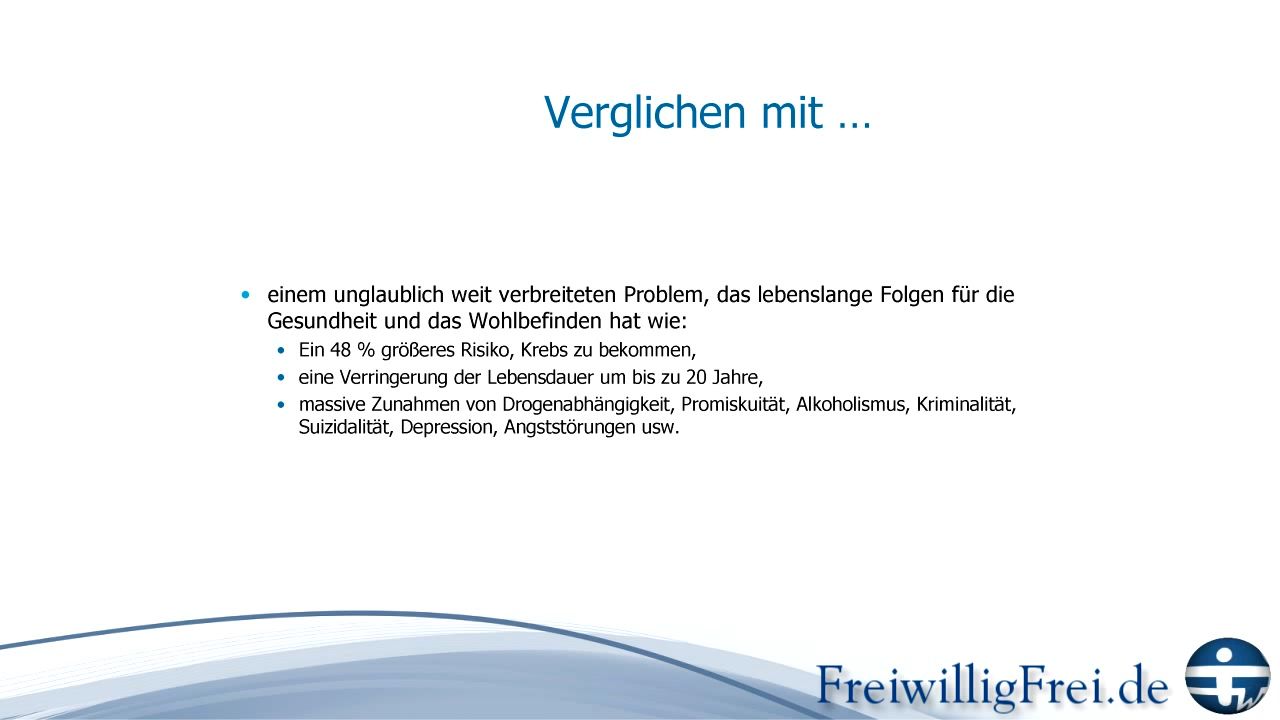 Verglichen mit …
• einem unglaublich weit verbreiteten Problem, das lebenslange Folgen für die
Gesundheit und das Wohlbefinden hat wie:
• Ein 48 % größeres Risiko, Krebs zu bekommen,
• eine Verringerung der Lebensdauer um bis zu 20 Jahre,
• massive Zunahmen von Drogenabhängigkeit, Promiskuität, Alkoholismus, Kriminalität,
Suizidalität, Depression, Angststörungen usw.
FreiwilligFrei.de